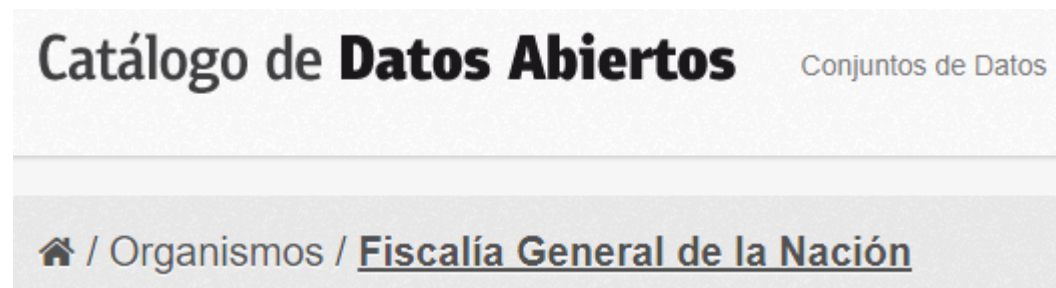 Catálogo de Datos Abiertos Conjuntos de Datos
/ Organismos / Fiscalía General de la Nación